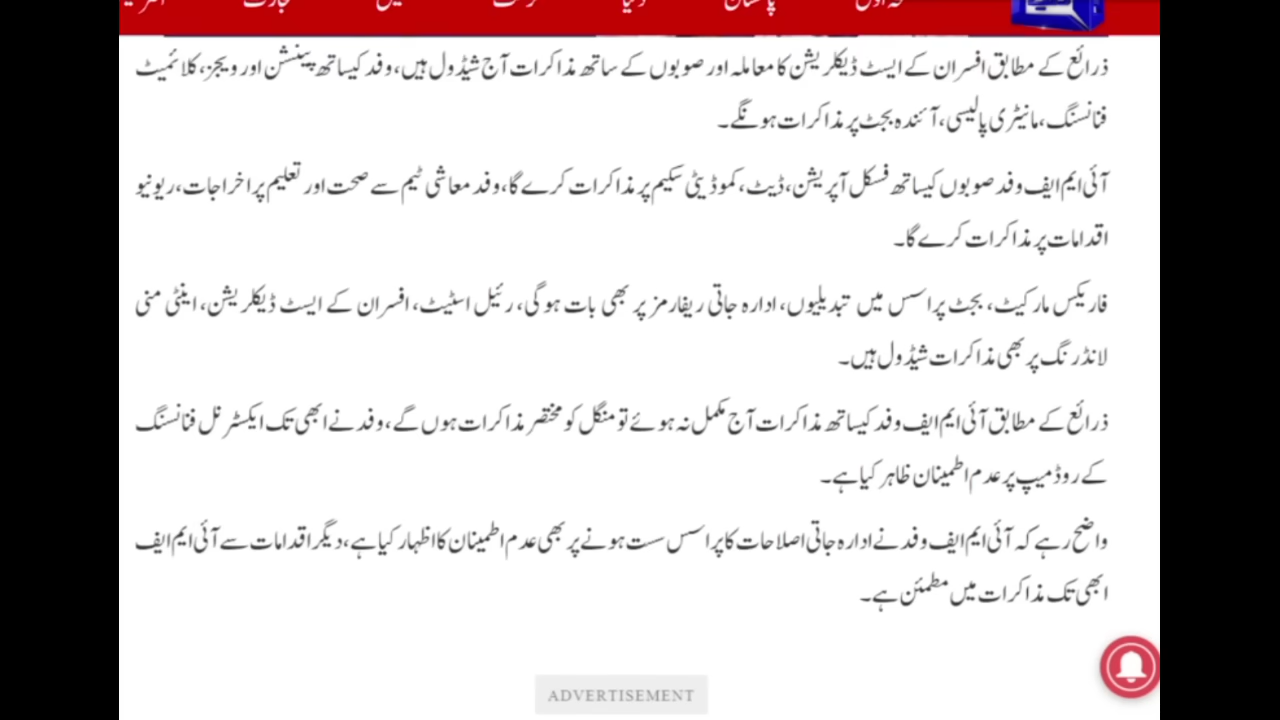 پاکستان
ذرائع کے مطابق افسران کے ایسٹ ڈیکلریشن کا معاملہ اور صوبوں کے ساتھ مذاکرات آج شیڈول ہیں، وفد کیساتھ پینشن اور ویجز، کلائمیٹ
فنانسنگ، مانیٹری پالیسی، آئندہ بجٹ پر مذاکرات ہونگے۔
آئی ایم ایف وفد صوبوں کیساتھ فسکل آپریشن، ڈیٹ، کموڈیٹی سکیم پر مذاکرات کرے گا، وفد معاشی ٹیم سے صحت اور تعلیم پر اخراجات، ریونیو
اقدامات پر مذاکرات کرے گا۔
فاریکس مارکیٹ، بجٹ پراسس میں تبدیلیوں، ادارہ جاتی ریفارمز پر بھی بات ہوگی، رئیل اسٹیٹ، افسران کے ایسٹ ڈیکلریشن، اینٹی منی
لانڈرنگ پر بھی مذاکرات شیڈول ہیں۔
ذرائع کے مطابق آئی ایم ایف وفد کیساتھ مذاکرات آج مکمل نہ ہوئے تو منگل کو مختصر مذاکرات ہوں گے، وفد نے ابھی تک ایکسٹرنل فنانسنگ
کے روڈ میپ پر عدم اطمینان ظاہر کیا ہے۔
واضح رہے کہ آئی ایم ایف وفد نے ادارہ جاتی اصلاحات کا پراسس سست ہونے پر بھی عدم اطمینان کا اظہار کیا ہے، دیگر اقدامات سے آئی ایم ایف
ابھی تک مذاکرات میں مطمئن ہے۔
ADVERTISEMENT